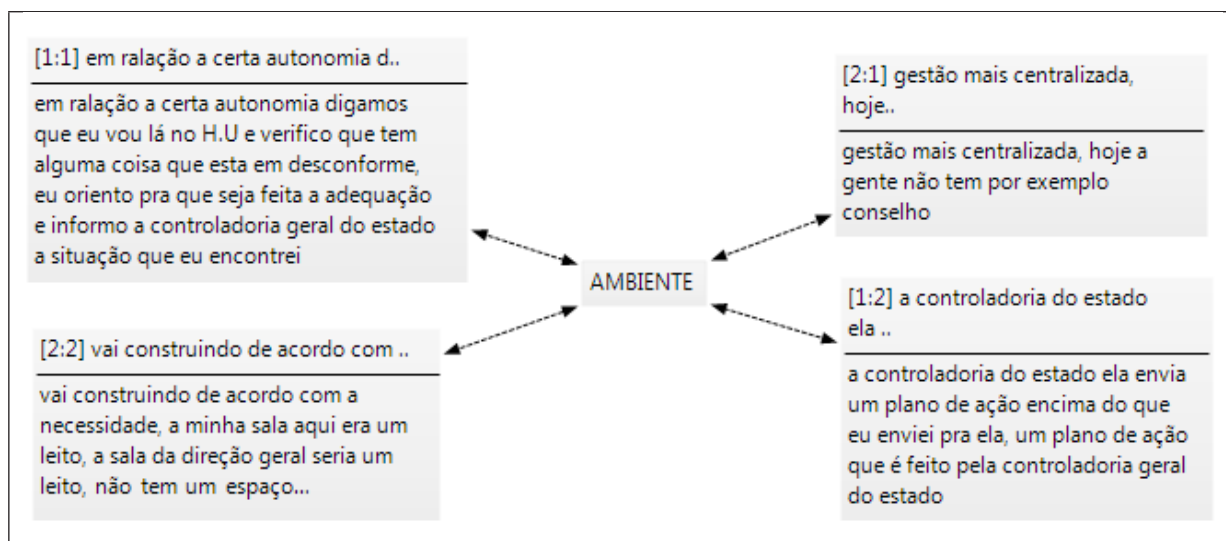 [1:1] em ralação a certa autonomia d..
em ralação a certa autonomia digamos
que eu vou lá no H.U e verifico que tem
alguma coisa que esta em desconforme,
eu oriento pra que seja feita a adequação
e informo a controladoria geral do estado
a situação que eu encontrei
[2:1] gestão mais centralizada,
hoje..
gestão mais centralizada, hoje a
gente não tem por exemplo
conselho
AMBIENTE
[2:2] vai construindo de acordo com ..
vai construindo de acordo com a
necessidade, a minha sala aqui era um
leito, a sala da direção geral seria um
leito, não tem um espaço...
[1:2] a controladoria do estado
ela ..
a controladoria do estado ela envia
um plano de ação encima do que
eu enviei pra ela, um plano de ação
que é feito pela controladoria geral
do estado